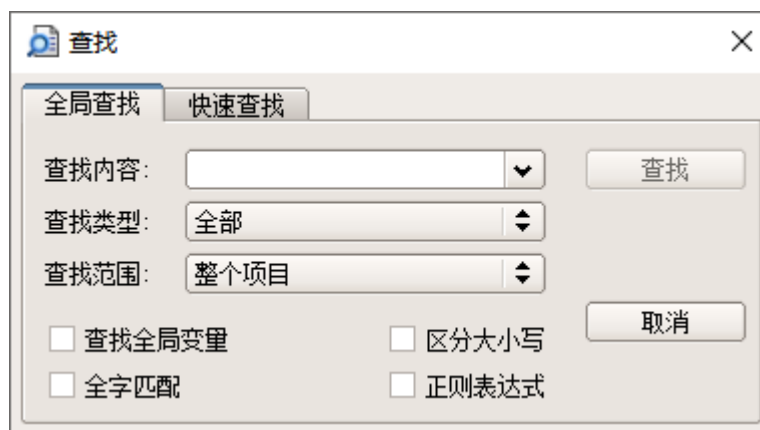 查找
全局查找 快速查找
查找内容: 查找
查找类型: 全部
查找范围: 整个项目
取消
查找全局变量 区分大小写
全字匹配 正则表达式